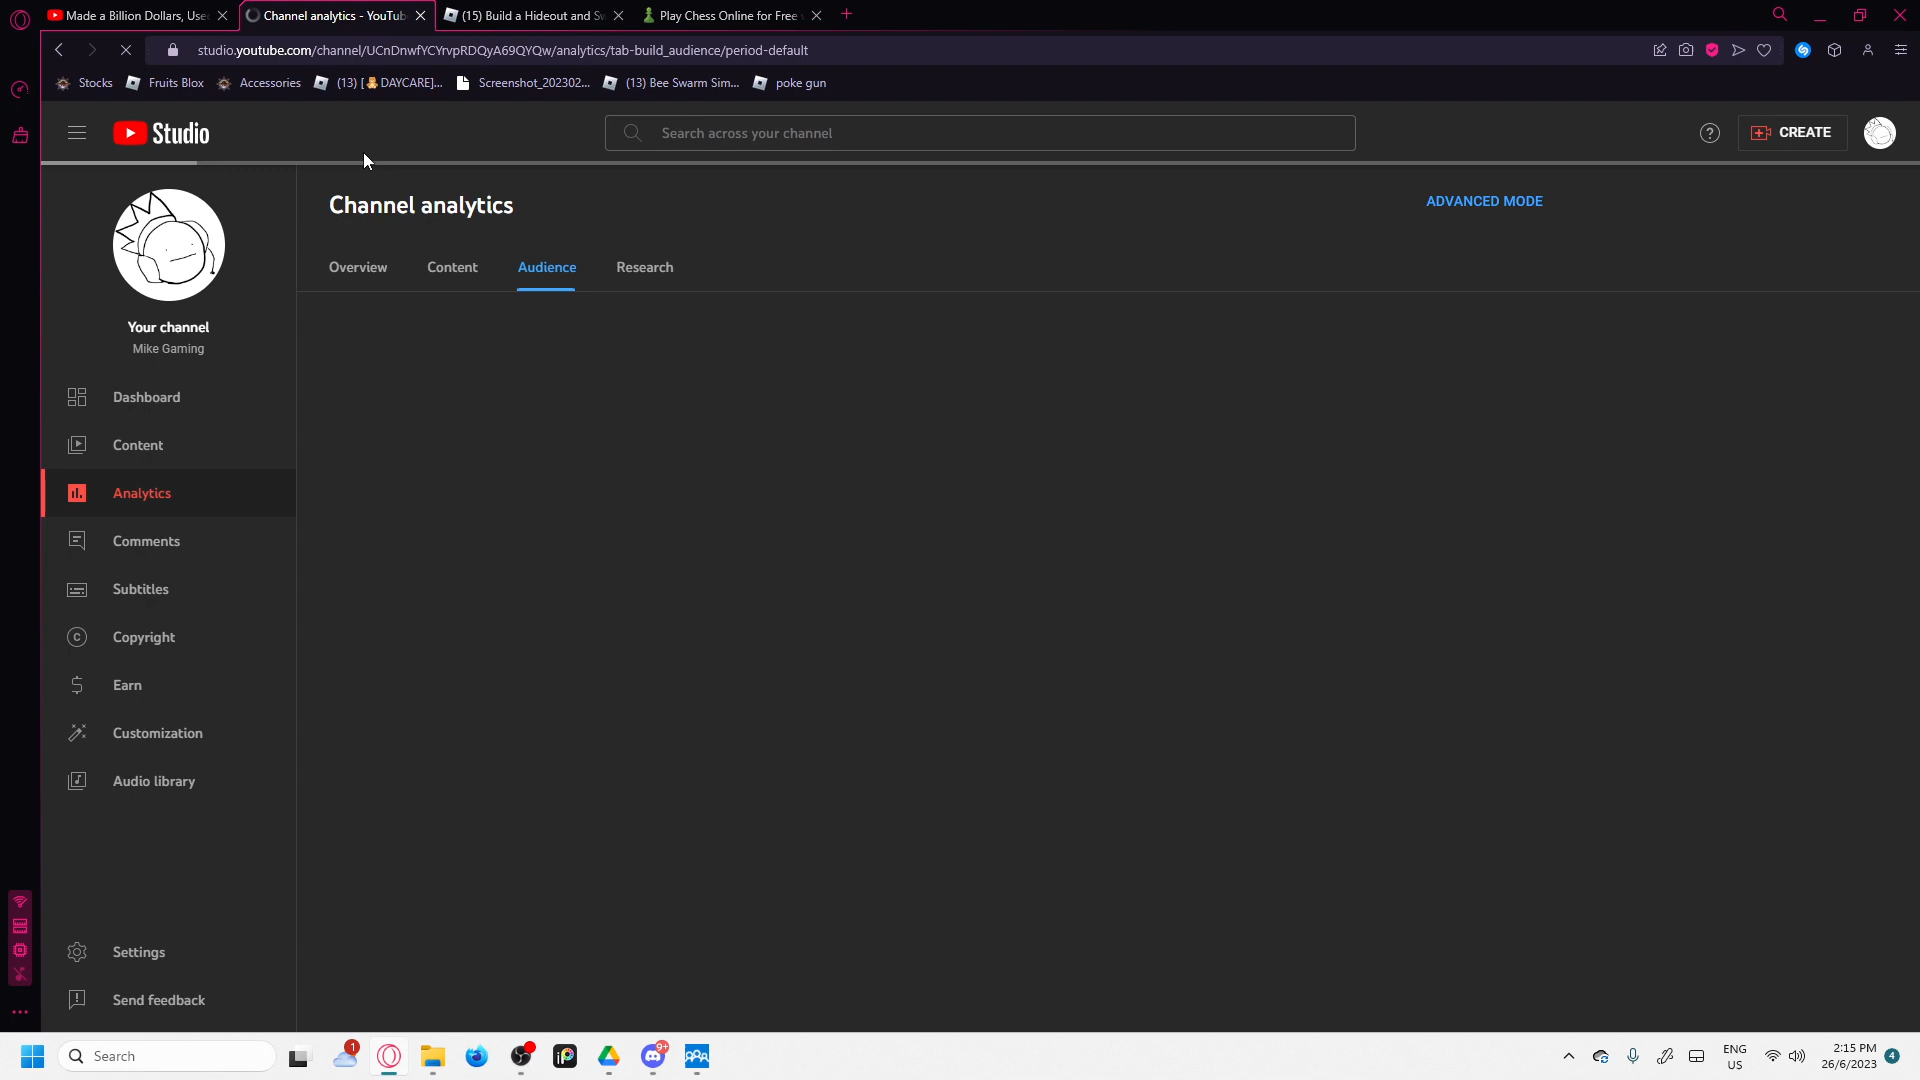 Made a Billion Dollars, Use
Channel analytics - YouTub
(15) Build a Hideout and Sw
Play Chess Online for Free
studio.youtube.com/channel/UCnDnwfYCYrvpRDQyA69QYQw/analytics/tab-build_audience/period-default
Stocks
Fruits Blox
Accessories
(13) [🧸DAYCARE]...
Screenshot_202302...
(13) Bee Swarm Sim...
poke gun
Studio
Search across your channel
CREATE
Channel analytics
ADVANCED MODE
Overview
Content
Audience
Research
Your channel
Mike Gaming
Dashboard
Content
Analytics
Comments
Subtitles
Copyright
Earn
Customization
Audio library
Settings
Send feedback
Search
1
9+
ENG
US
2:15 PM
26/6/2023
4